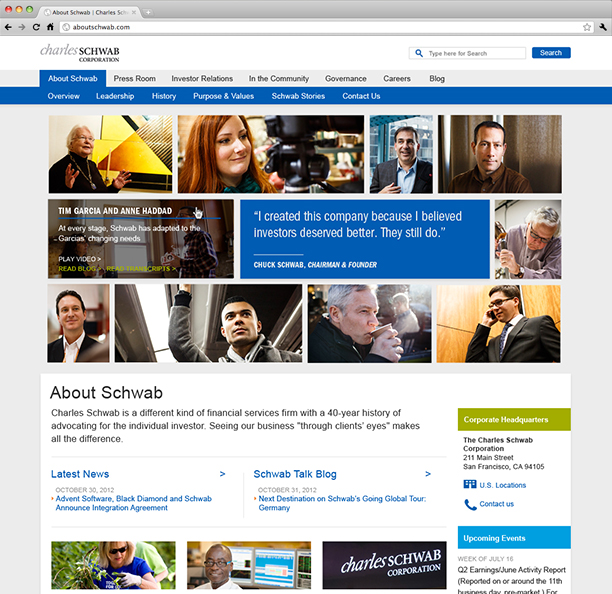 About Schwab | Charles Schw
aboutschwab.com
charles SCHWAB
CORPORATION
Type here for Search
Search
About Schwab
Press Room
Investor Relations
In the Community
Governance
Careers
Blog
Overview
Leadership
History
Purpose & Values
Schwab Stories
Contact Us
TIM GARCIA AND ANNE HADDAD
At every stage, Schwab has adapted to the
Garcias' changing needs
PLAY VIDEO >
READ BLOG > READ TRANSCRIPTS >
“I created this company because I believed
investors deserved better. They still do.”
CHUCK SCHWAB, CHAIRMAN & FOUNDER
About Schwab
Charles Schwab is a different kind of financial services firm with a 40-year history of
advocating for the individual investor. Seeing our business "through clients' eyes" makes
all the difference.
Latest News >
OCTOBER 30, 2012
Advent Software, Black Diamond and Schwab
Announce Integration Agreement
Schwab Talk Blog >
OCTOBER 31, 2012
Next Destination on Schwab's Going Global Tour:
Germany
charles SCHWAB
CORPORATION
Corporate Headquarters
The Charles Schwab
Corporation
211 Main Street
San Francisco, CA 94105
U.S. Locations
Contact us
Upcoming Events
WEEK OF JULY 16
Q2 Earnings/June Activity Report
(Reported on or around the 11th
business day, pre-market.) For